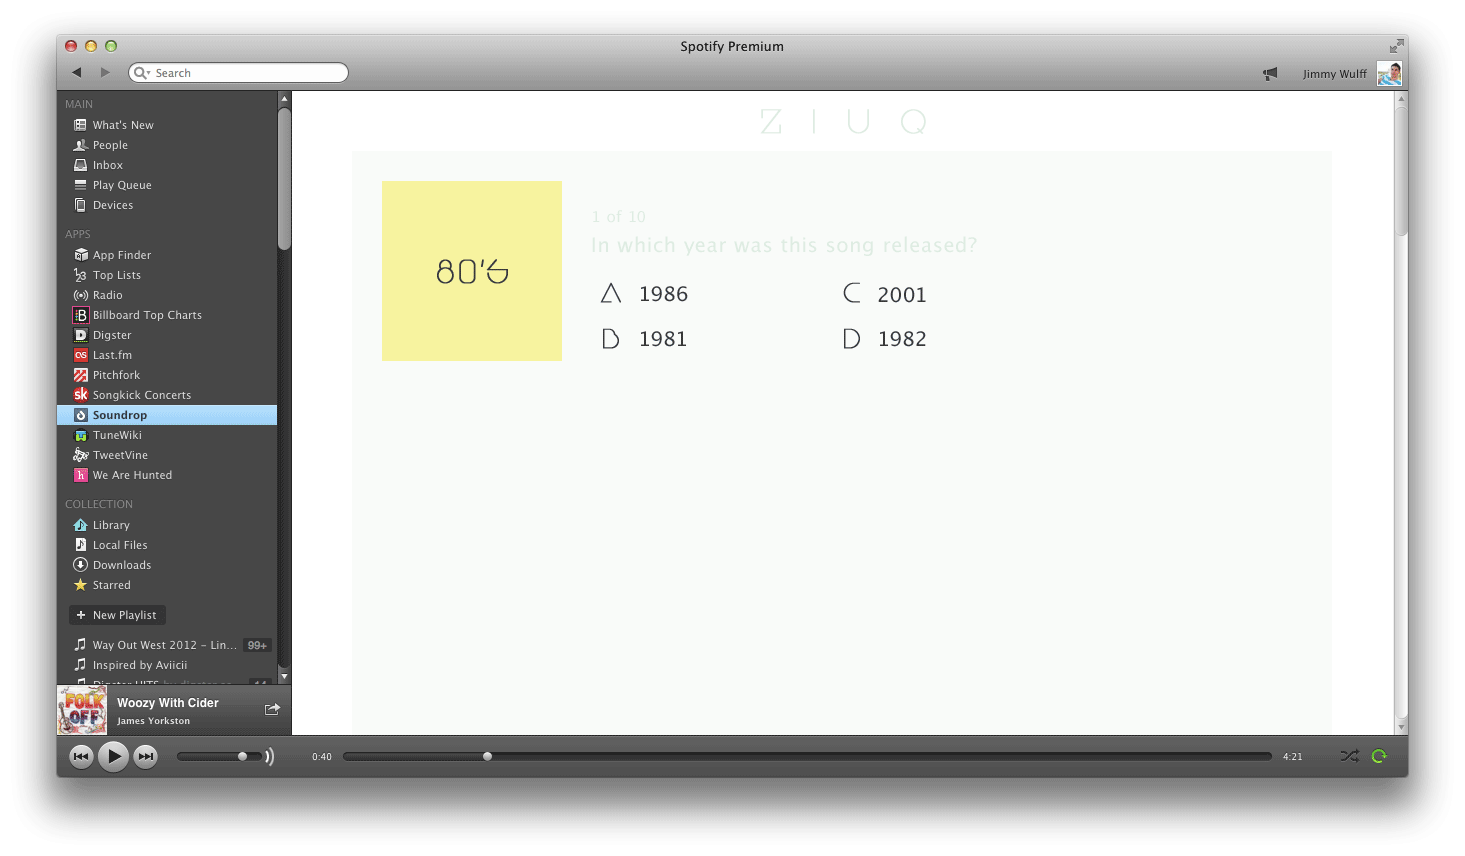 Spotify Premium
Search
Jimmy Wulff
MAIN
What's New
People
Inbox
Play Queue
Devices
APPS
App Finder
Top Lists
Radio
Billboard Top Charts
Digster
Last.fm
Pitchfork
Songkick Concerts
Soundrop
TuneWiki
TweetVine
We Are Hunted
COLLECTION
Library
Local Files
Downloads
Starred
+ New Playlist
Way Out West 2012 – Lin... 99+
Inspired by Aviicii
FOLK OFF
Woozy With Cider
James Yorkston
Z I U Q
80's
1 of 10
In which year was this song released?
A 1986
C 2001
B 1981
D 1982
0:40
4:21